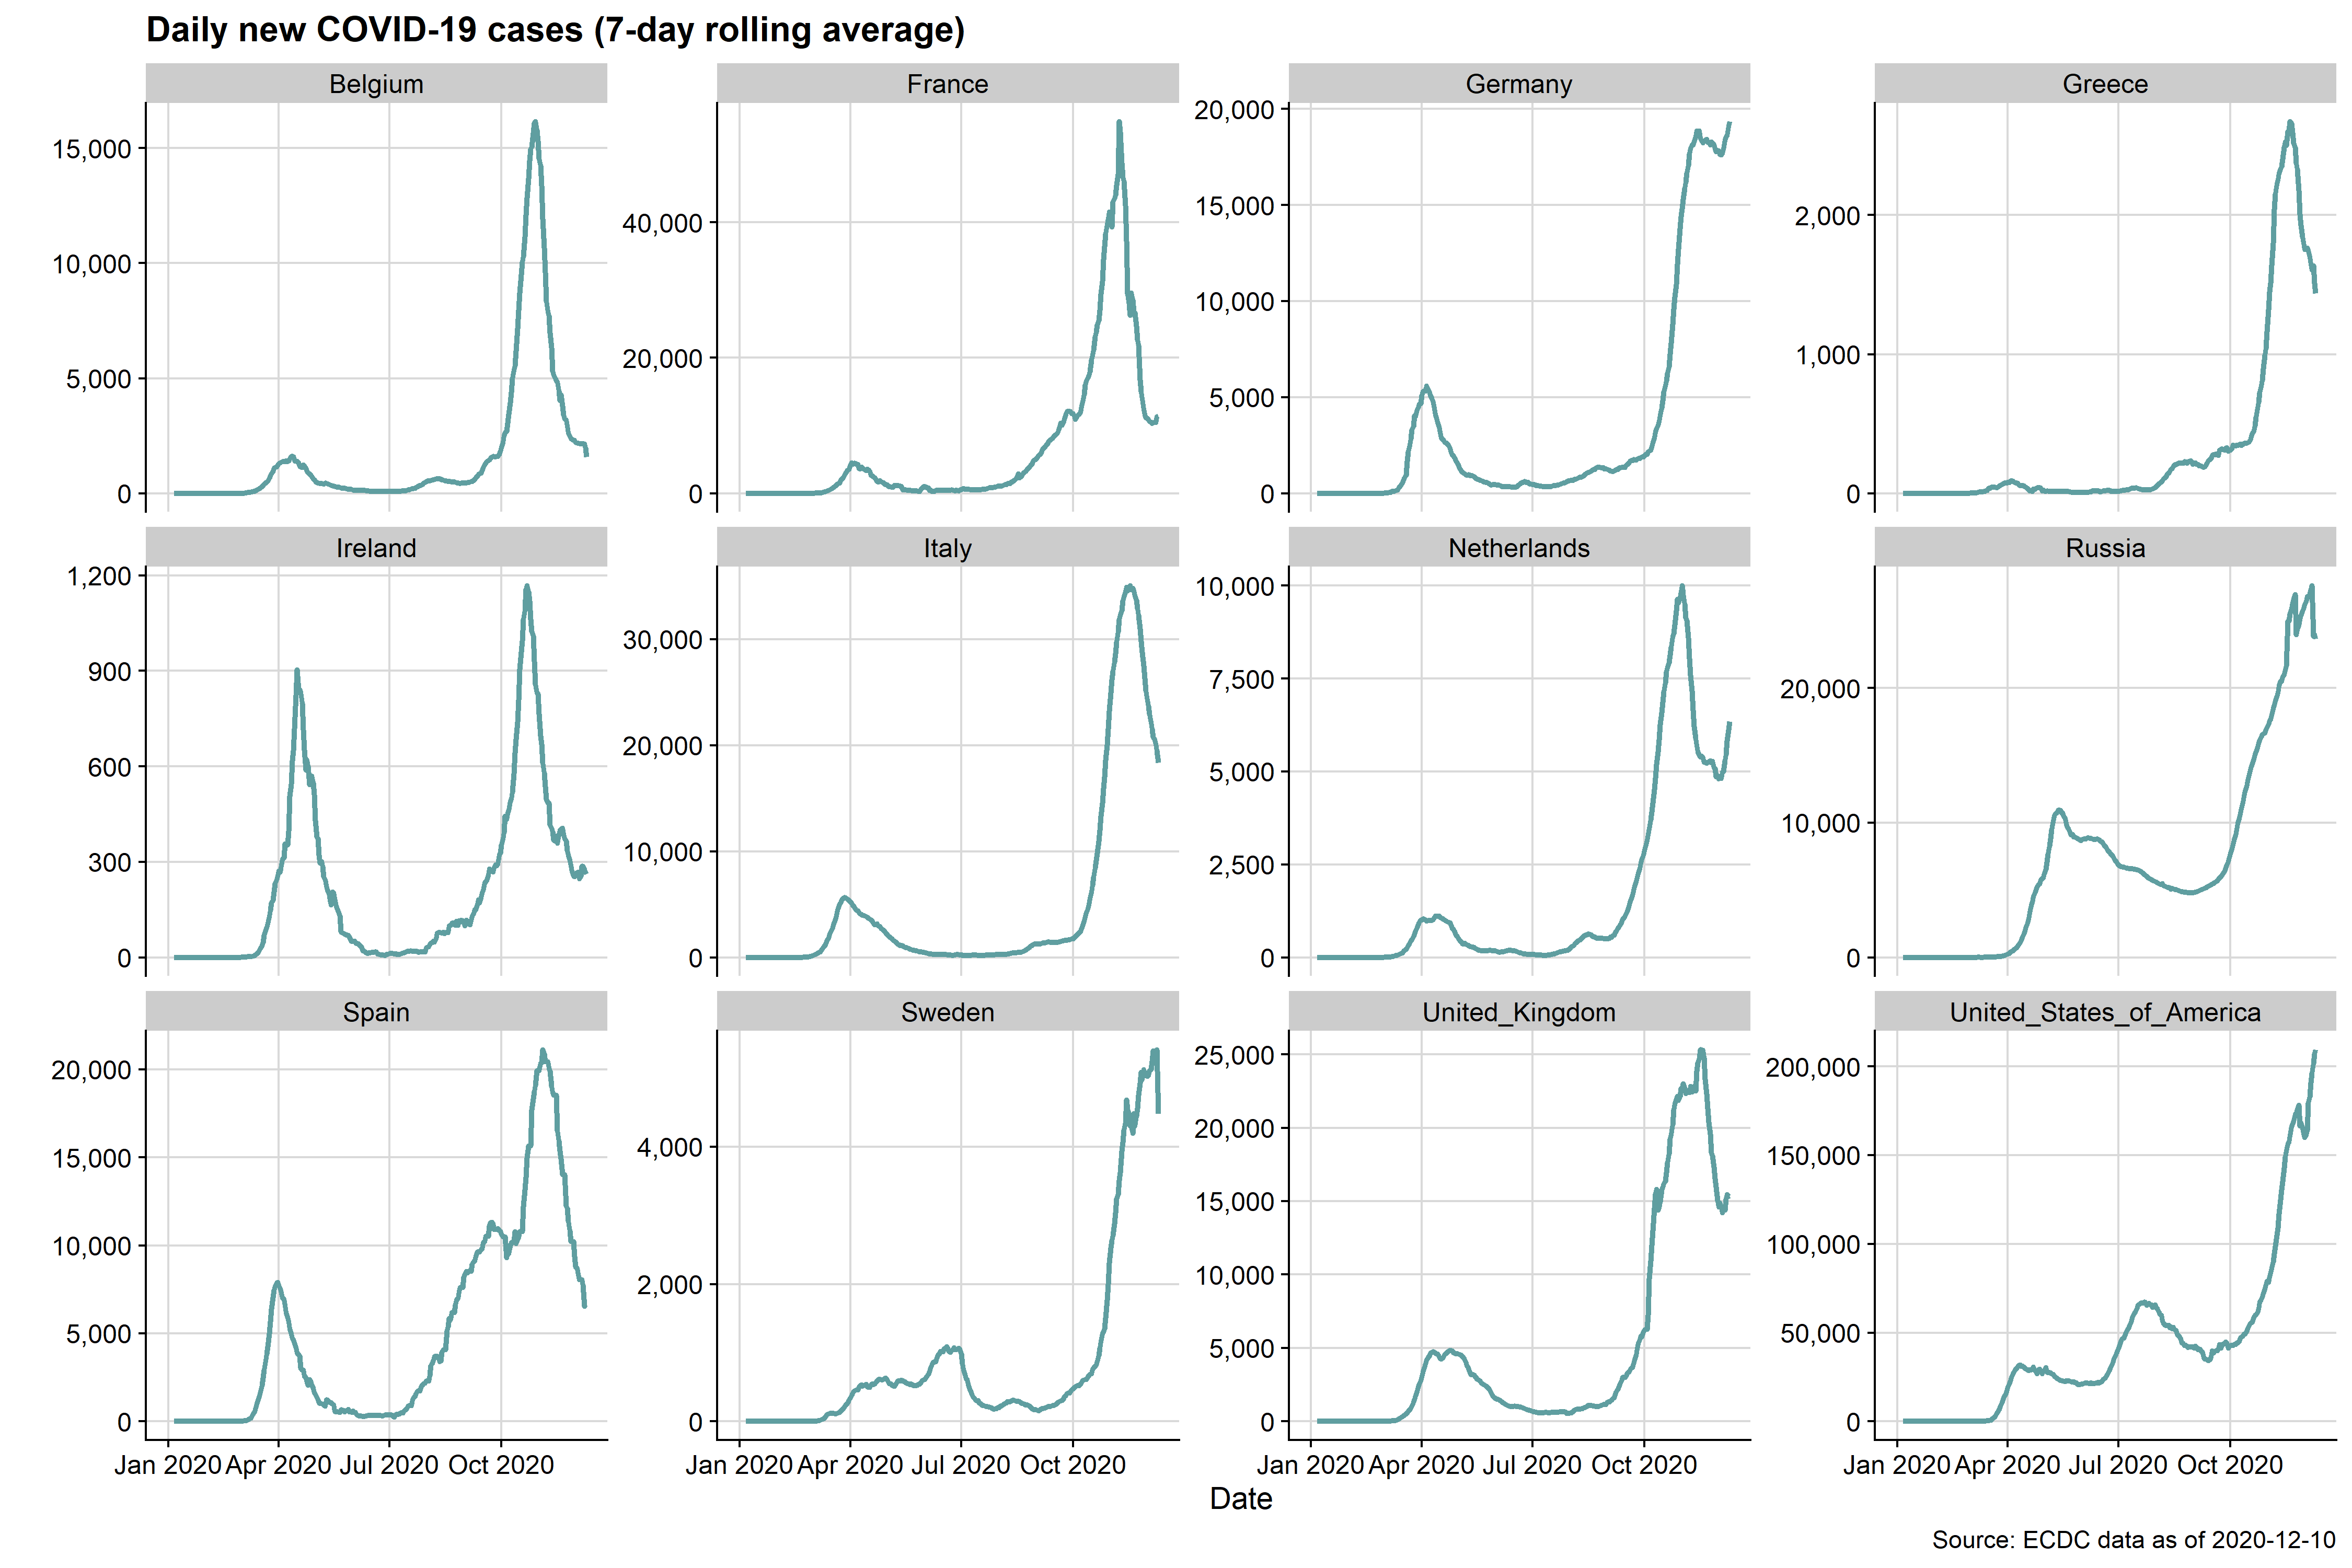 Daily new COVID-19 cases (7-day rolling average)
Belgium
France
Germany
Greece
15,000
10,000
5,000
0
40,000
20,000
0
20,000
15,000
10,000
5,000
0
2,000
1,000
0
Ireland
Italy
Netherlands
Russia
1,200
900
600
300
0
30,000
20,000
10,000
0
10,000
7,500
5,000
2,500
0
20,000
10,000
0
Spain
Sweden
United_Kingdom
United_States_of_America
20,000
15,000
10,000
5,000
0
4,000
2,000
0
25,000
20,000
15,000
10,000
5,000
0
200,000
150,000
100,000
50,000
0
Jan 2020 Apr 2020 Jul 2020 Oct 2020
Jan 2020 Apr 2020 Jul 2020 Oct 2020
Jan 2020 Apr 2020 Jul 2020 Oct 2020
Jan 2020 Apr 2020 Jul 2020 Oct 2020
Date
Source: ECDC data as of 2020-12-10